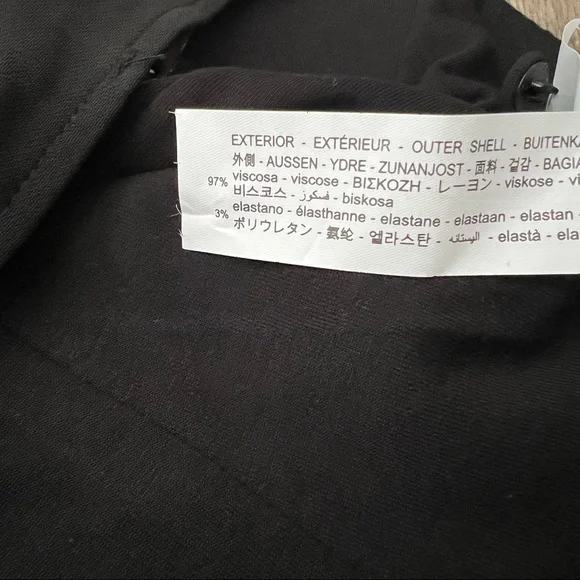 EXTERIOR - EXTÉRIEUR - OUTER SHELL - BUITENKA
外側 - AUSSEN - YDRE - ZUNANJOST - 面料 - 겉감 - BAGIA
97% viscosa - viscose - ΒΙΣΚΟΖΗ - レーヨン - viskose - vi
비스코스 - فسكوز - biskosa
3% elastano - élasthanne - elastane - elastaan - elastan
ポリウレタン - 氨纶 - 엘라스탄 - اليستانه - elastà - ela